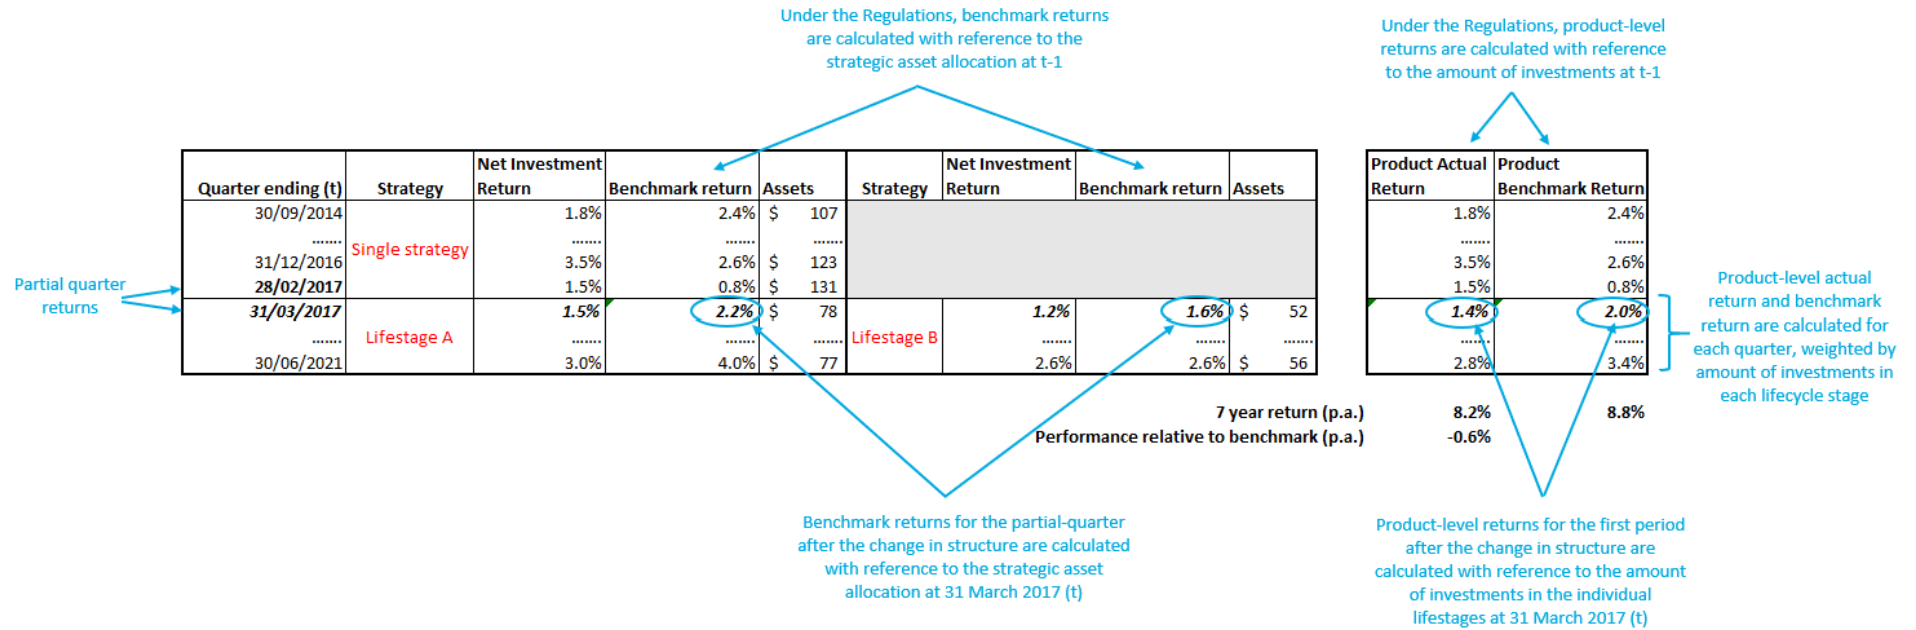 Under the Regulations, benchmark returns
are calculated with reference to the
strategic asset allocation at t-1
Under the Regulations, product-level
returns are calculated with reference
to the amount of investments at t-1
Quarter ending (t) Strategy Net Investment Return Benchmark return Assets Strategy Net Investment Return Benchmark return Assets Product Actual Return Product Benchmark Return
30/09/2014 1.8% 2.4% $ 107 1.8% 2.4%
....... ....... ....... ....... ....... .......
Single strategy
31/12/2016 3.5% 2.6% $ 123 3.5% 2.6%
28/02/2017 1.5% 0.8% $ 131 1.5% 0.8%
31/03/2017 1.5% 2.2% $ 78 1.2% 1.6% $ 52 1.4% 2.0%
....... Lifestage A ....... ....... ....... Lifestage B ....... ....... ....... ....... .......
30/06/2021 3.0% 4.0% $ 77 2.6% 2.6% $ 56 2.8% 3.4%
Partial quarter
returns
Product-level actual
return and benchmark
return are calculated for
each quarter, weighted by
amount of investments in
each lifecycle stage
7 year return (p.a.) 8.2% 8.8%
Performance relative to benchmark (p.a.) -0.6%
Benchmark returns for the partial-quarter
after the change in structure are calculated
with reference to the strategic asset
allocation at 31 March 2017 (t)
Product-level returns for the first period
after the change in structure are
calculated with reference to the amount
of investments in the individual
lifestages at 31 March 2017 (t)